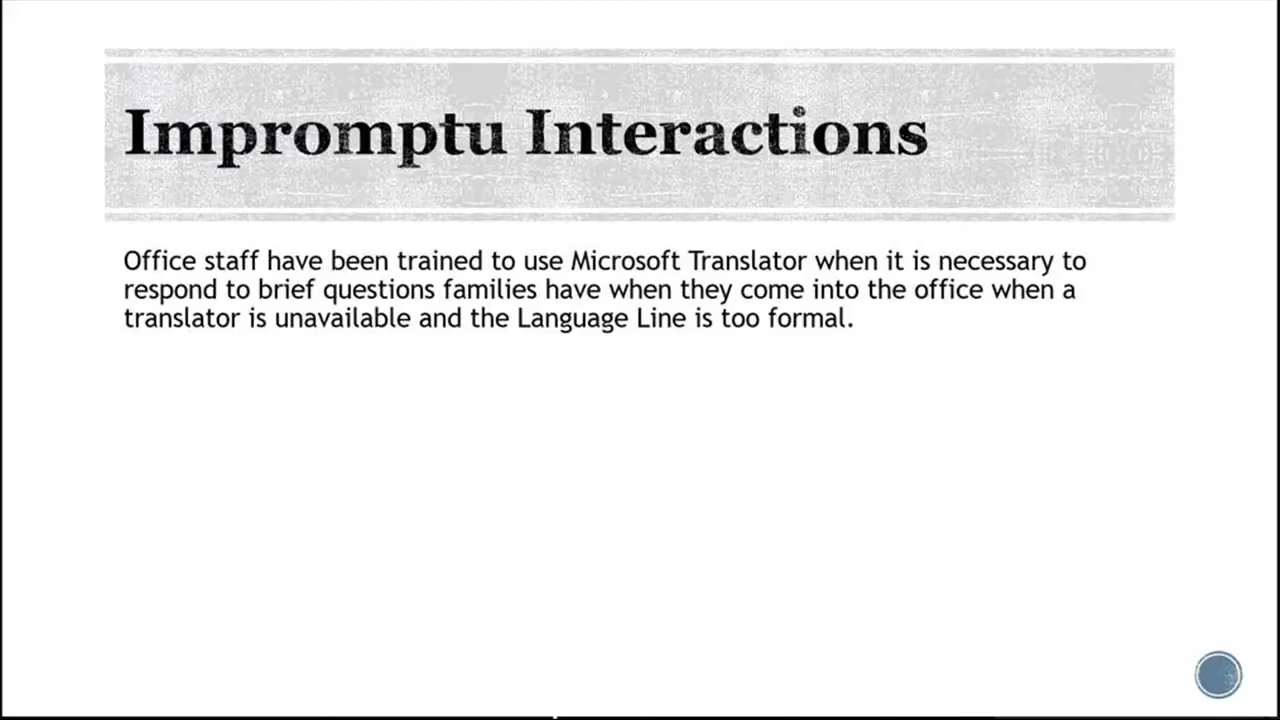 Impromptu Interactions
Office staff have been trained to use Microsoft Translator when it is necessary to
respond to brief questions families have when they come into the office when a
translator is unavailable and the Language Line is too formal.